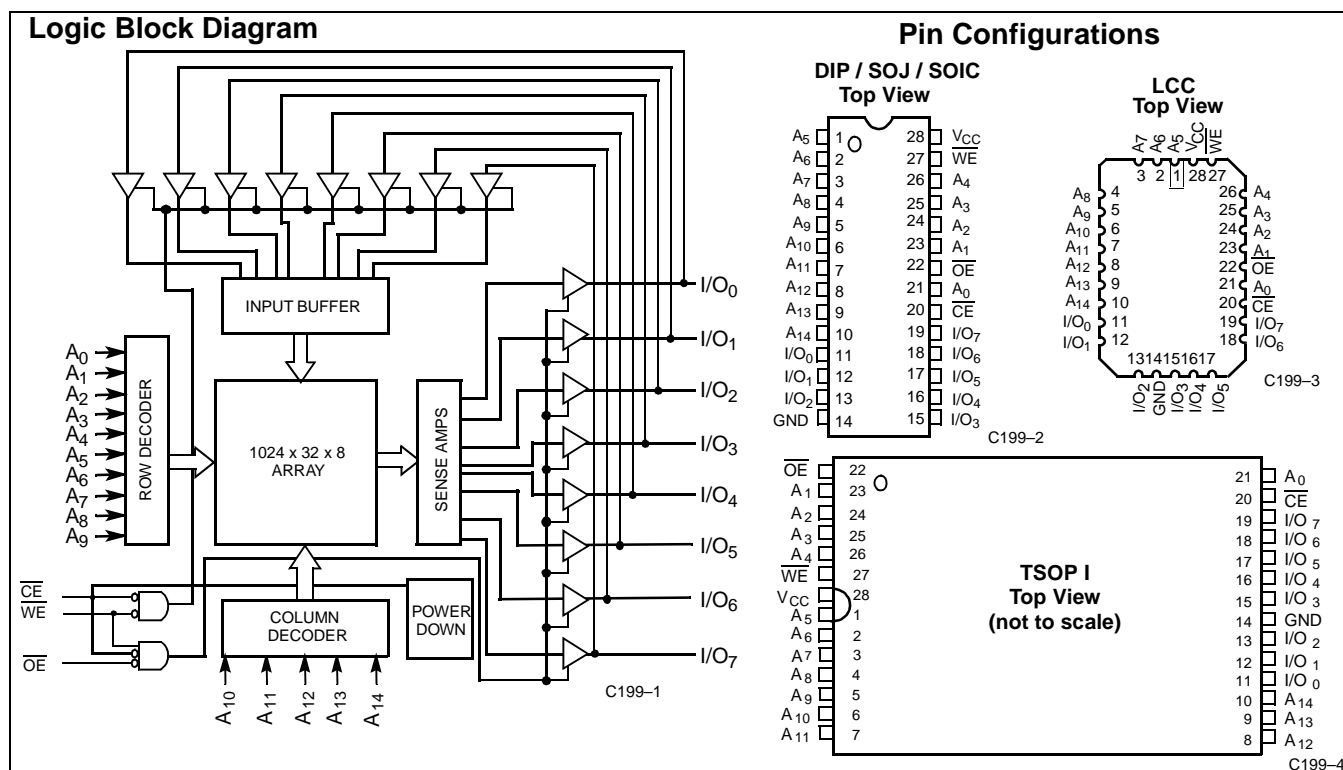 Logic Block Diagram
INPUT BUFFER
ROW DECODER
1024 x 32 x 8
ARRAY
SENSE AMPS
COLUMN
DECODER
POWER
DOWN
A0
A1
A2
A3
A4
A5
A6
A7
A8
A9
CE
WE
OE
A10
A11
A12
A13
A14
I/O0
I/O1
I/O2
I/O3
I/O4
I/O5
I/O6
I/O7
C199–1
Pin Configurations
DIP / SOJ / SOIC
Top View
A5 1 28 VCC
A6 2 27 WE
A7 3 26 A4
A8 4 25 A3
A9 5 24 A2
A10 6 23 A1
A11 7 22 OE
A12 8 21 A0
A13 9 20 CE
A14 10 19 I/O7
I/O0 11 18 I/O6
I/O1 12 17 I/O5
I/O2 13 16 I/O4
GND 14 15 I/O3
C199–2
LCC
Top View
A7 A6 A5 VCC WE
3 2 1 28 27
A8 4 26 A4
A9 5 25 A3
A10 6 24 A2
A11 7 23 A1
A12 8 22 OE
A13 9 21 A0
A14 10 20 CE
I/O0 11 19 I/O7
I/O1 12 18 I/O6
13 14 15 16 17
I/O2 GND I/O3 I/O4 I/O5
C199–3
OE 22 21 A0
A1 23 20 CE
A2 24 19 I/O7
A3 25 18 I/O6
A4 26 17 I/O5
WE 27 16 I/O4
VCC 28 15 I/O3
A5 1 14 GND
A6 2 13 I/O2
A7 3 12 I/O1
A8 4 11 I/O0
A9 5 10 A14
A10 6 9 A13
A11 7 8 A12
TSOP I
Top View
(not to scale)
C199–4